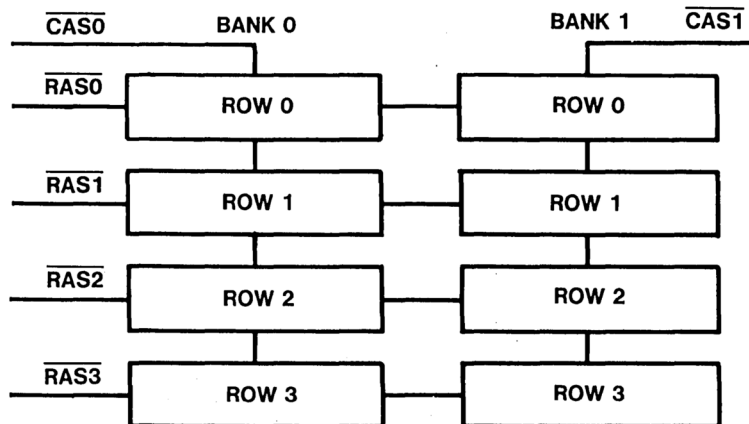 CAS0 BANK 0 BANK 1 CAS1
RAS0 ROW 0 ROW 0
RAS1 ROW 1 ROW 1
RAS2 ROW 2 ROW 2
RAS3 ROW 3 ROW 3